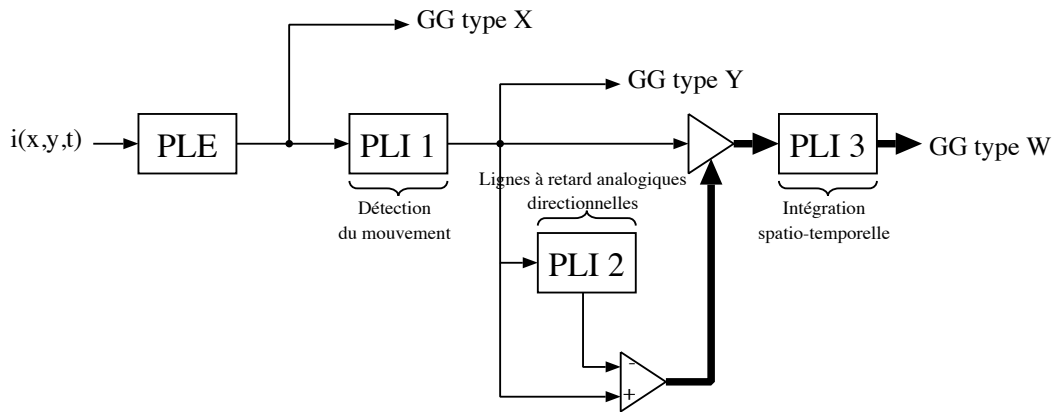 GG type X
GG type Y
i(x,y,t)
PLE
PLI 1
PLI 3
GG type W
Lignes à retard analogiques
directionnelles
Détection
du mouvement
Intégration
spatio-temporelle
PLI 2
-
+